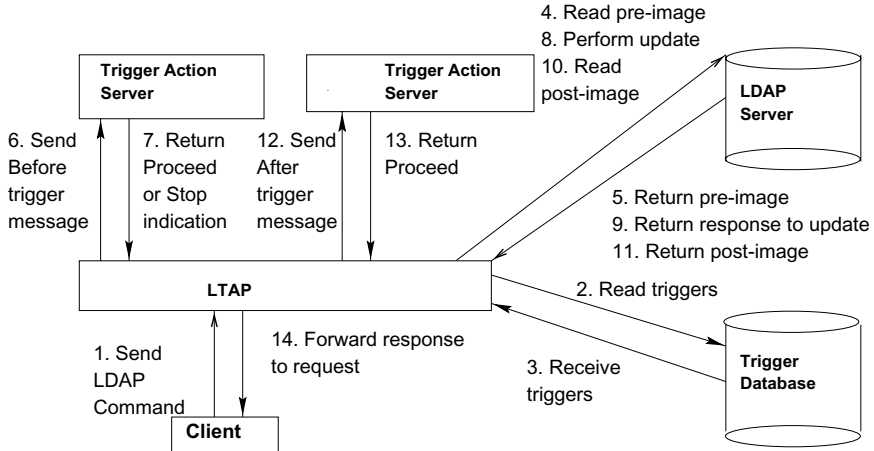 4. Read pre-image
8. Perform update
10. Read
post-image
Trigger Action
Server
Trigger Action
Server
LDAP
Server
6. Send
Before
trigger
message
7. Return
Proceed
or Stop
indication
12. Send
After
trigger
message
13. Return
Proceed
5. Return pre-image
9. Return response to update
11. Return post-image
LTAP
2. Read triggers
1. Send
LDAP
Command
14. Forward response
to request
3. Receive
triggers
Trigger
Database
Client